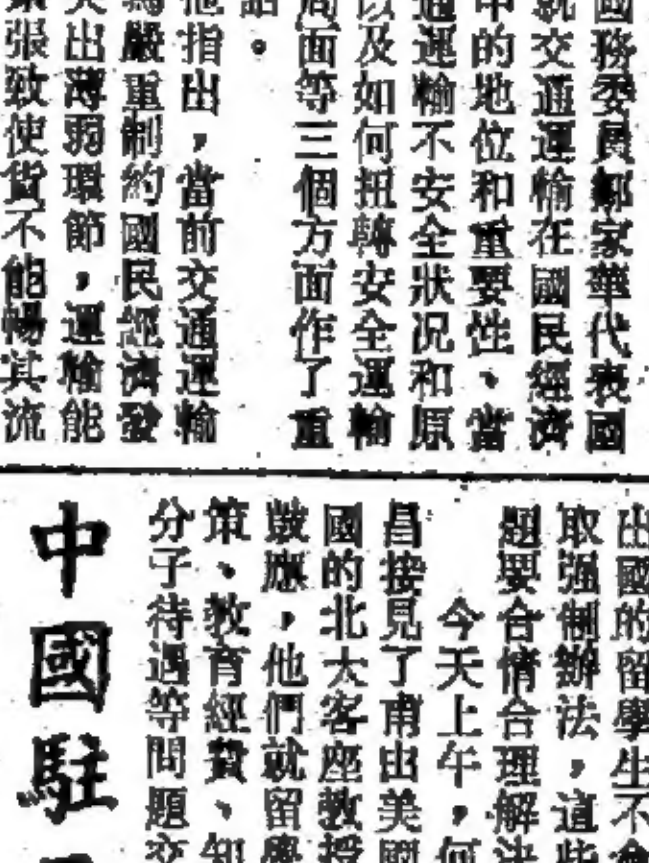 國務委員鄒家華代表國
就交通運輸在國民經濟
中的地位和重要性、當
通運輸不安全狀况和原
以及如何扭轉安全運輸
局面等三個方面作了重
話。
他指出，當前交通運輸
為嚴重制約國民經濟發
出薄弱環節，運輸能
張致使貨不能暢其流
出國的留學生不會
取强制辦法，這些
題要合情合理解決
今天上午，何
昌接見了甫由美國
國的北大客座教授
鼓應，他們就留學
策、教育經費、知
分子待遇等問題交
中國駐